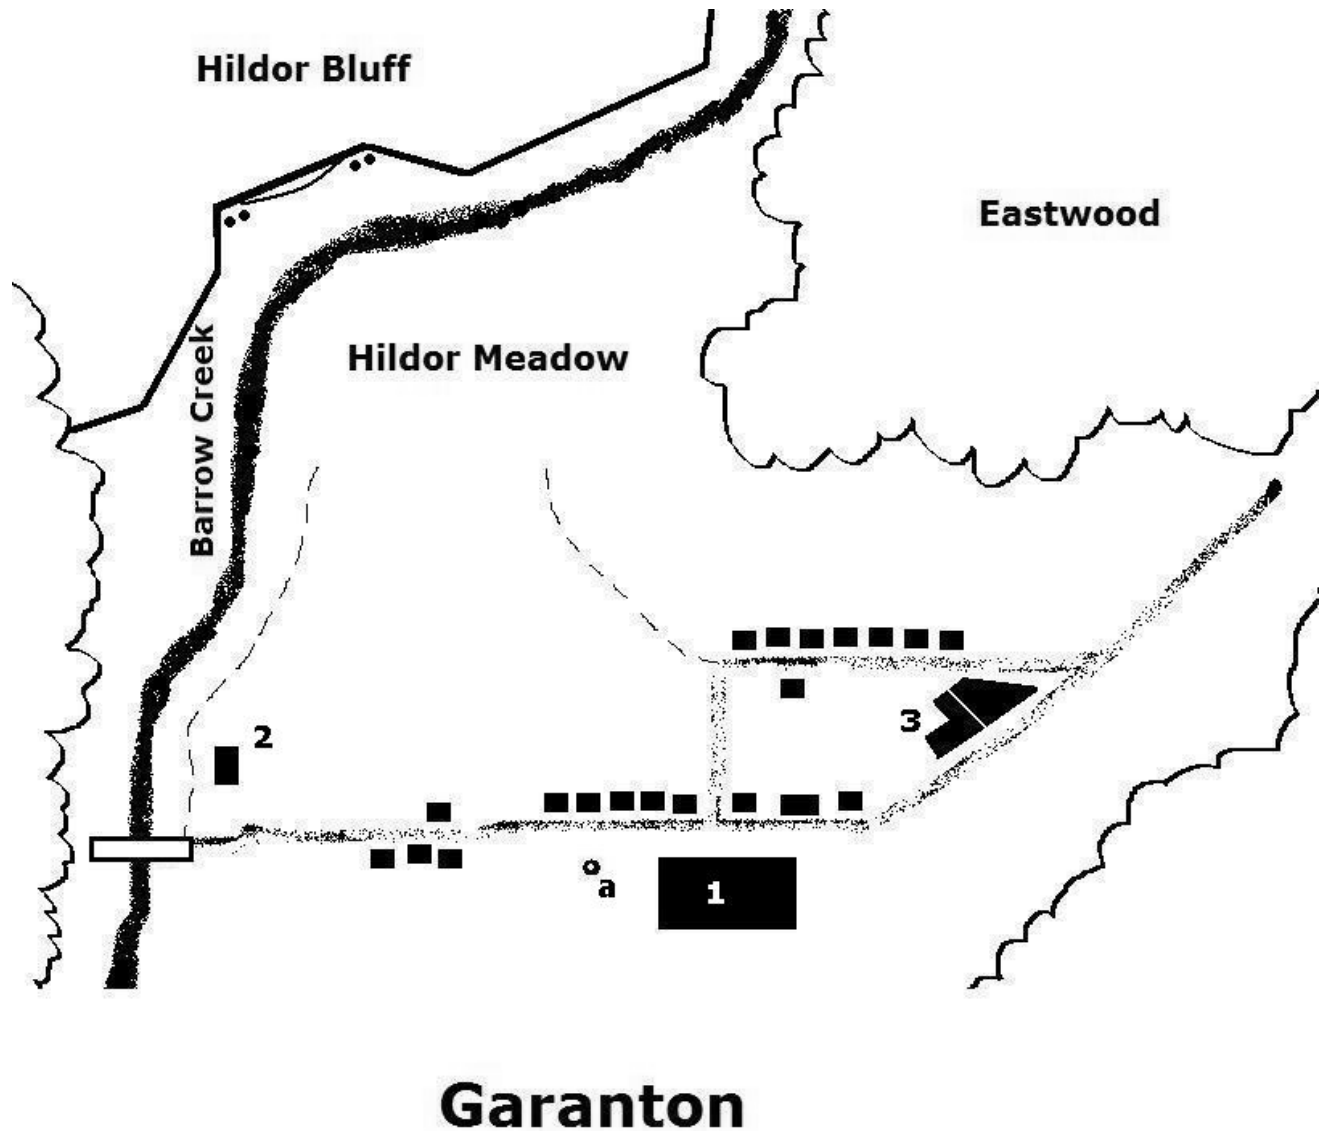 Hildor Bluff
Eastwood
Hildor Meadow
Barrow Creek
2
3
a
1
Garanton